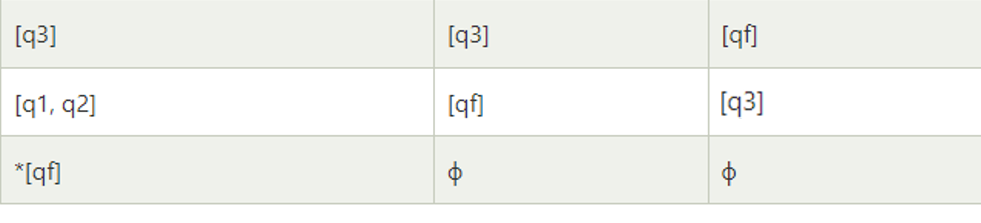 [q3] [q3] [qf]
[q1, q2] [qf] [q3]
*[qf] ϕ ϕ